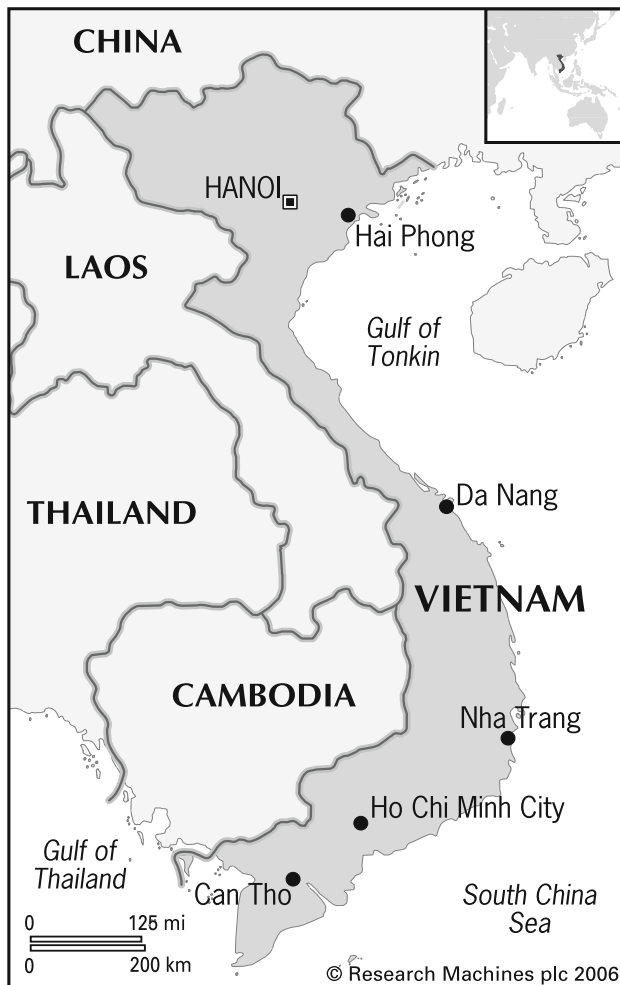 CHINA
HANOI
Hai Phong
LAOS
Gulf of
Tonkin
Da Nang
THAILAND
VIETNAM
CAMBODIA
Nha Trang
Ho Chi Minh City
Gulf of
Thailand
Can Tho
South China
Sea
0 125 mi
0 200 km
© Research Machines plc 2006